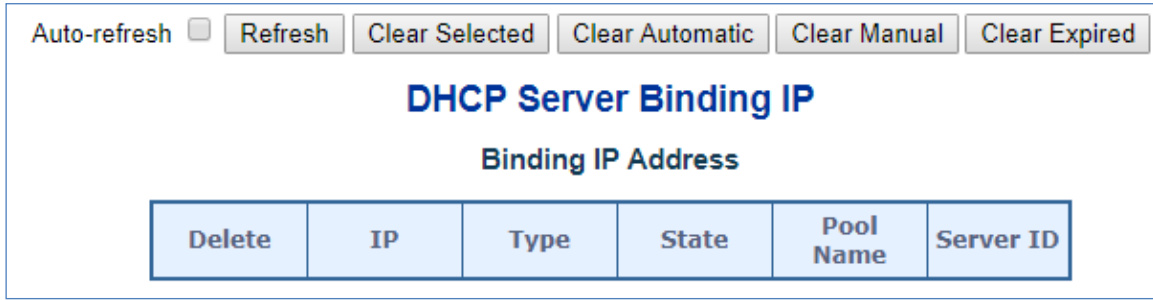 Auto-refresh Refresh Clear Selected Clear Automatic Clear Manual Clear Expired
DHCP Server Binding IP
Binding IP Address
Delete IP Type State Pool Name Server ID